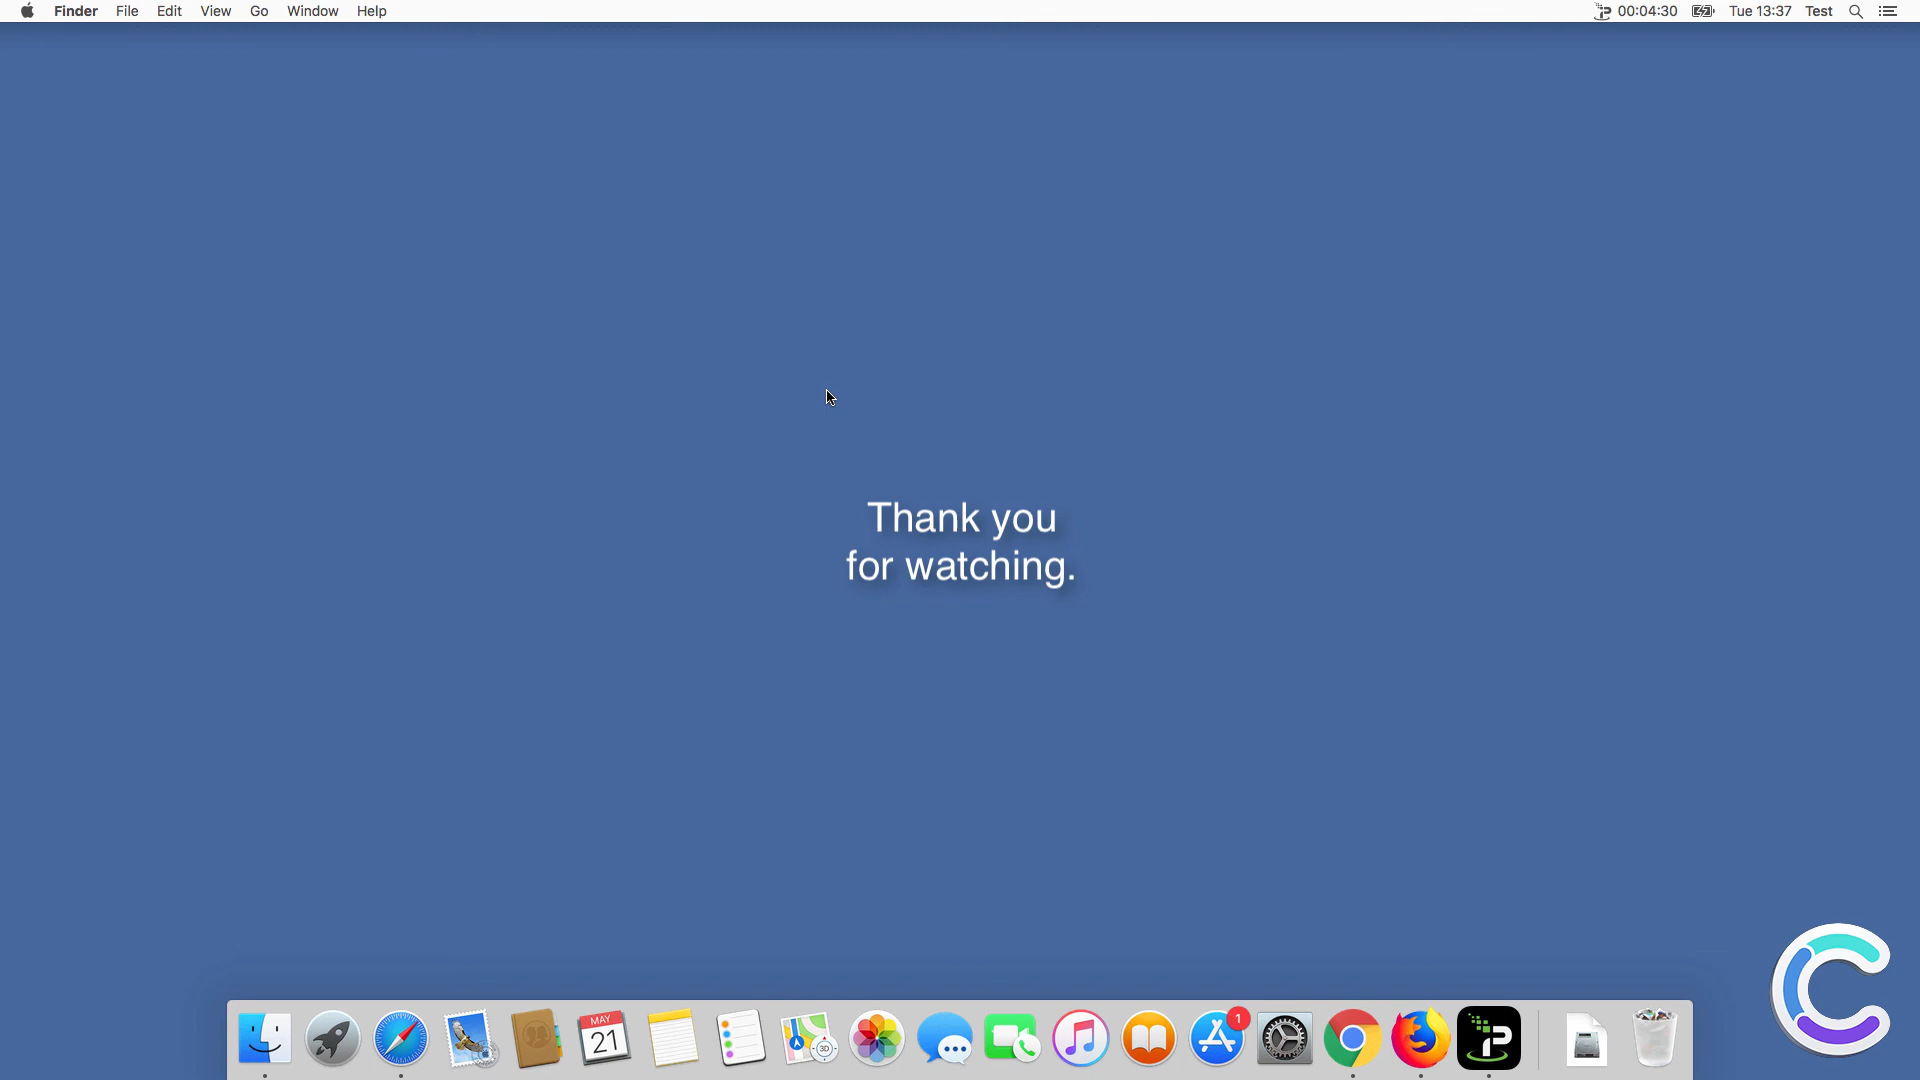 Finder File Edit View Go Window Help 00:04:30 Tue 13:37 Test
Thank you
for watching.
MAY
21
3D
1